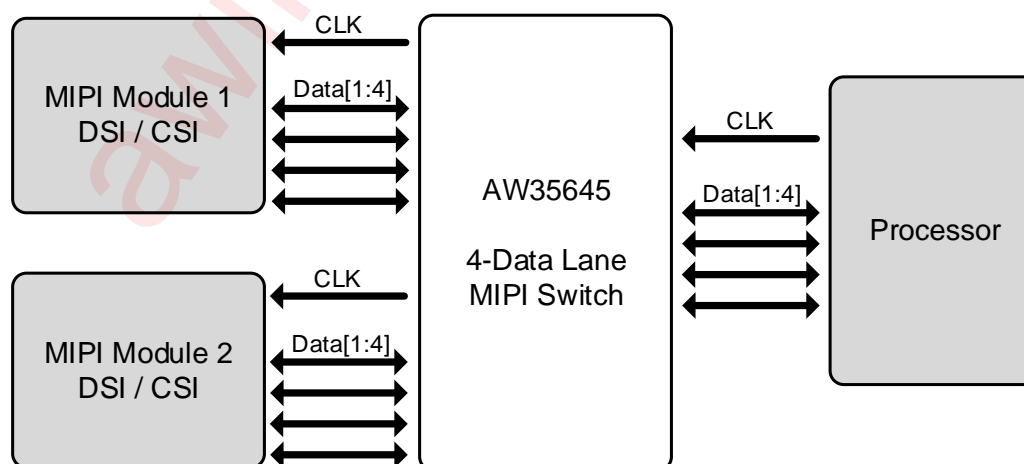 CLK
MIPI Module 1
DSI / CSI
Data[1:4]
AW35645
4-Data Lane
MIPI Switch
CLK
Data[1:4]
Processor
CLK
MIPI Module 2
DSI / CSI
Data[1:4]